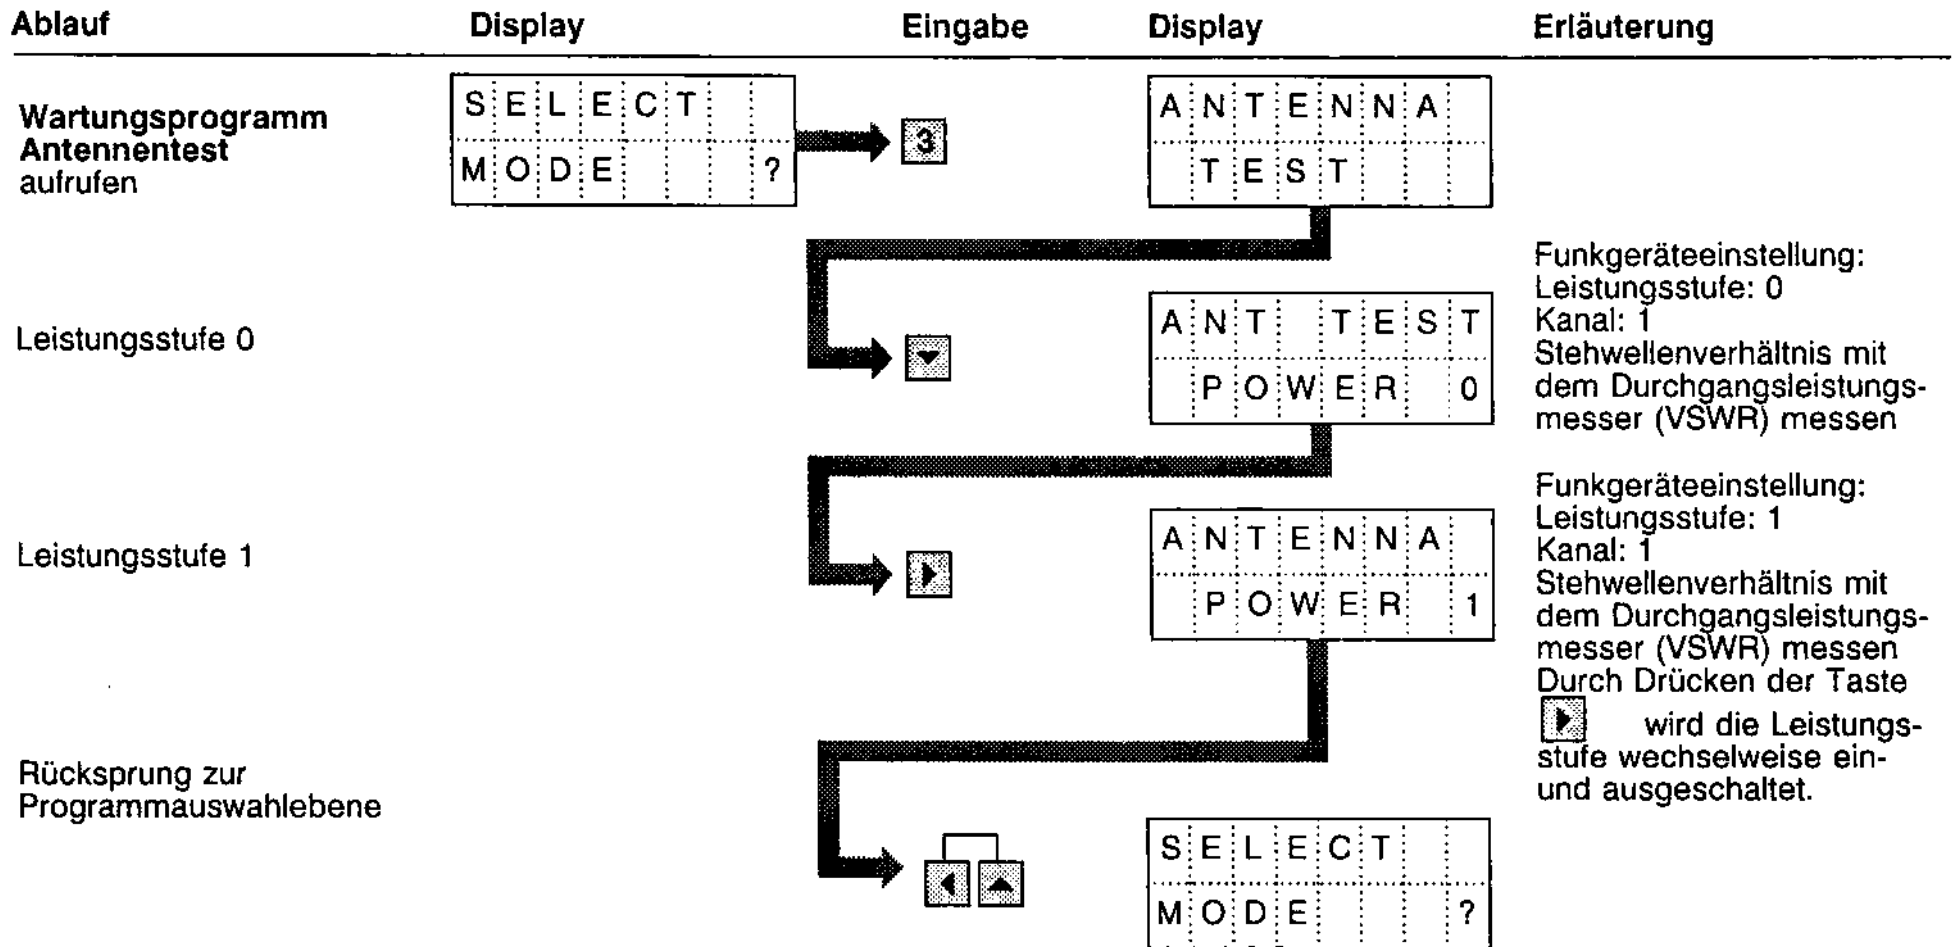 Ablauf Display Eingabe Display Erläuterung
Wartungsprogramm
Antennentest
aufrufen
SELECT
MODE ?
3
ANTENNA
TEST
Leistungsstufe 0
ANT TEST
POWER 0
Funkgeräteeinstellung:
Leistungsstufe: 0
Kanal: 1
Stehwellenverhältnis mit
dem Durchgangsleistungs-
messer (VSWR) messen
Leistungsstufe 1
ANTENNA
POWER 1
Funkgeräteeinstellung:
Leistungsstufe: 1
Kanal: 1
Stehwellenverhältnis mit
dem Durchgangsleistungs-
messer (VSWR) messen
Durch Drücken der Taste
wird die Leistungs-
stufe wechselweise ein-
und ausgeschaltet.
Rücksprung zur
Programmauswahlebene
SELECT
MODE ?